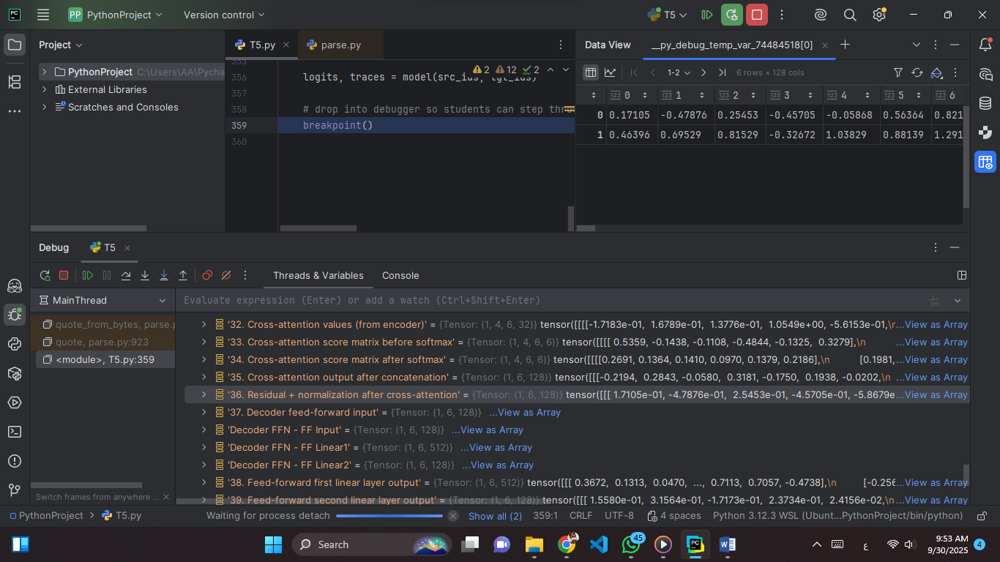 PC
PP PythonProject
Version control
T5
Project
PythonProject C:\Users\AA\Pycha
External Libraries
Scratches and Consoles
T5.py
parse.py
355
2 12 2
356 logits, traces = model(src_ids, tgt_ids)
357
358 # drop into debugger so students can step thro
359 breakpoint()
360
Data View
__py_debug_temp_var_74484518[0]
1-2
6 rows × 128 cols
123 0 123 1 123 2 123 3 123 4 123 5 123 6
0 0.17105 -0.47876 0.25453 -0.45705 -0.05868 0.56364 0.821
1 0.46396 0.69529 0.81529 -0.32672 1.03829 0.88139 1.291
Debug
T5
Threads & Variables
Console
MainThread
Evaluate expression (Enter) or add a watch (Ctrl+Shift+Enter)
quote_from_bytes, parse.p
quote, parse.py:923
<module>, T5.py:359
Switch frames from anywhere ...
'32. Cross-attention values (from encoder)' = {Tensor: (1, 4, 6, 32)} tensor([[[[-1.7183e-01, 1.6789e-01, 1.3776e-01, 1.0549e+00, -5.6153e-01,\r ...View as Array
'33. Cross-attention score matrix before softmax' = {Tensor: (1, 4, 6, 6)} tensor([[[[ 0.5359, -0.1438, -0.1108, -0.4844, -0.1325, 0.3279],\n ...View as Array
'34. Cross-attention score matrix after softmax' = {Tensor: (1, 4, 6, 6)} tensor([[[[0.2691, 0.1364, 0.1410, 0.0970, 0.1379, 0.2186],\n [0.1981, ...View as Array
'35. Cross-attention output after concatenation' = {Tensor: (1, 6, 128)} tensor([[[-0.2194, 0.2843, -0.0580, 0.3181, -0.1750, 0.1938, -0.0202,\n ...View as Array
'36. Residual + normalization after cross-attention' = {Tensor: (1, 6, 128)} tensor([[[ 1.7105e-01, -4.7876e-01, 2.5453e-01, -4.5705e-01, -5.8679e ...View as Array
'37. Decoder feed-forward input' = {Tensor: (1, 6, 128)} ...View as Array
'Decoder FFN - FF Input' = {Tensor: (1, 6, 128)} ...View as Array
'Decoder FFN - FF Linear1' = {Tensor: (1, 6, 512)} ...View as Array
'Decoder FFN - FF Linear2' = {Tensor: (1, 6, 128)} ...View as Array
'38. Feed-forward first linear layer output' = {Tensor: (1, 6, 512)} tensor([[[ 0.3672, 0.1313, 0.0470, ..., 0.7113, 0.7057, -0.4738],\n [-0.256 ...View as Array
'39. Feed-forward second linear layer output' = {Tensor: (1, 6, 128)} tensor([[[ 1.5580e-01, 3.1564e-01, -1.7173e-01, 2.3734e-01, 2.4156e-02,\n ...View as Array
PythonProject
T5.py
Waiting for process detach
Show all (2)
359:1
CRLF
UTF-8
4 spaces
Python 3.12.3 WSL (Ubunt...PythonProject/bin/python)
Search
45
PC
ع
9:53 AM
9/30/2025
4